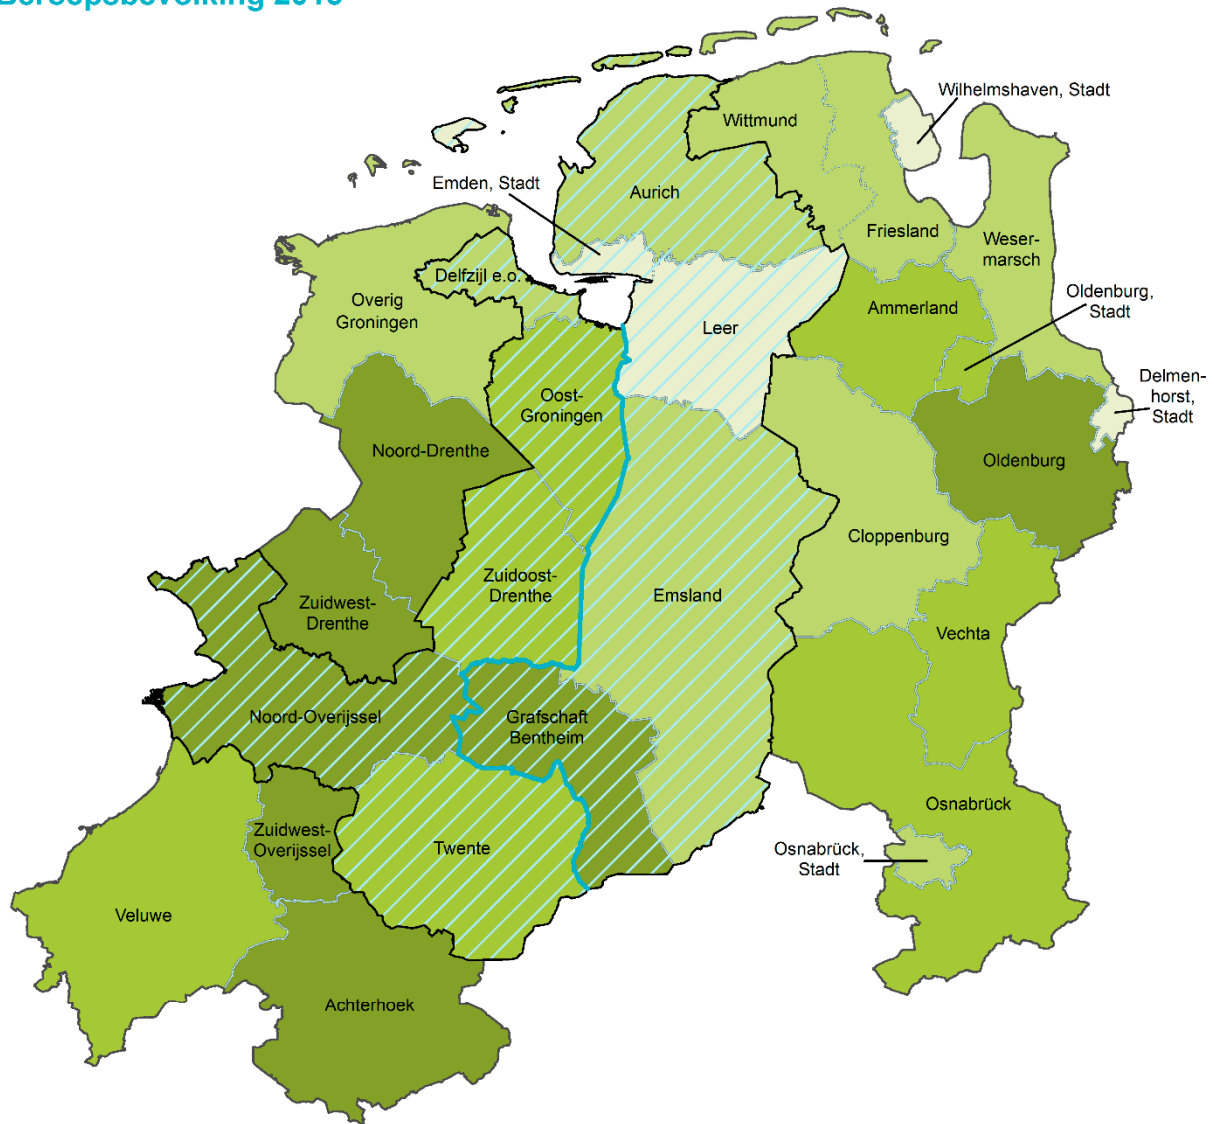 Wilhelmshaven, Stadt
Wittmund
Emden, Stadt
Aurich
Friesland
Weser-
marsch
Delfzijl e.o.
Overig
Groningen
Ammerland
Oldenburg,
Stadt
Leer
Delmen-
horst,
Stadt
Oost-
Groningen
Noord-Drenthe
Oldenburg
Cloppenburg
Zuidoost-
Drenthe
Emsland
Zuidwest-
Drenthe
Vechta
Noord-Overijssel
Grafschaft
Bentheim
Osnabrück
Zuidwest-
Overijssel
Twente
Osnabrück,
Stadt
Veluwe
Achterhoek